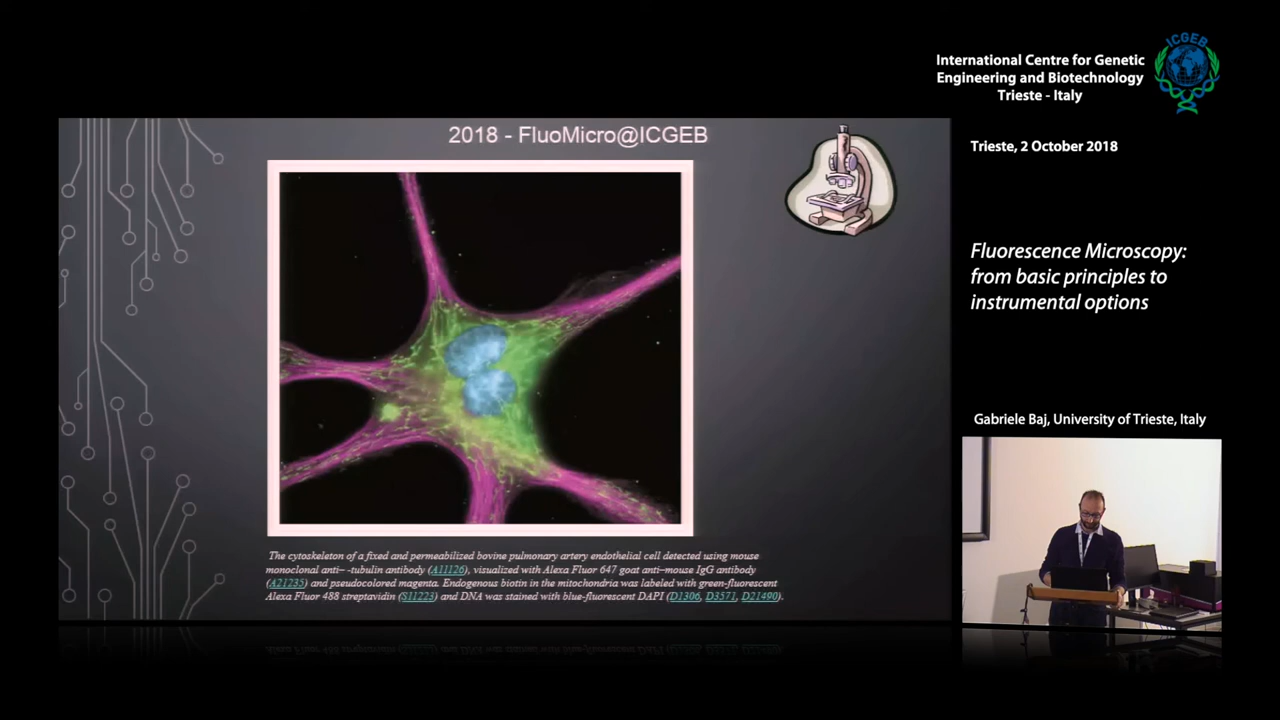 International Centre for Genetic
Engineering and Biotechnology
Trieste - Italy
ICGEB
Trieste, 2 October 2018
2018 - FluoMicro@ICGEB
Fluorescence Microscopy:
from basic principles to
instrumental options
Gabriele Baj, University of Trieste, Italy
The cytoskeleton of a fixed and permeabilized bovine pulmonary artery endothelial cell detected using mouse
monoclonal anti– -tubulin antibody (A11126), visualized with Alexa Fluor 647 goat anti–mouse IgG antibody
(A21235) and pseudocolored magenta. Endogenous biotin in the mitochondria was labeled with green-fluorescent
Alexa Fluor 488 streptavidin (S11223) and DNA was stained with blue-fluorescent DAPI (D1306, D3571, D21490).